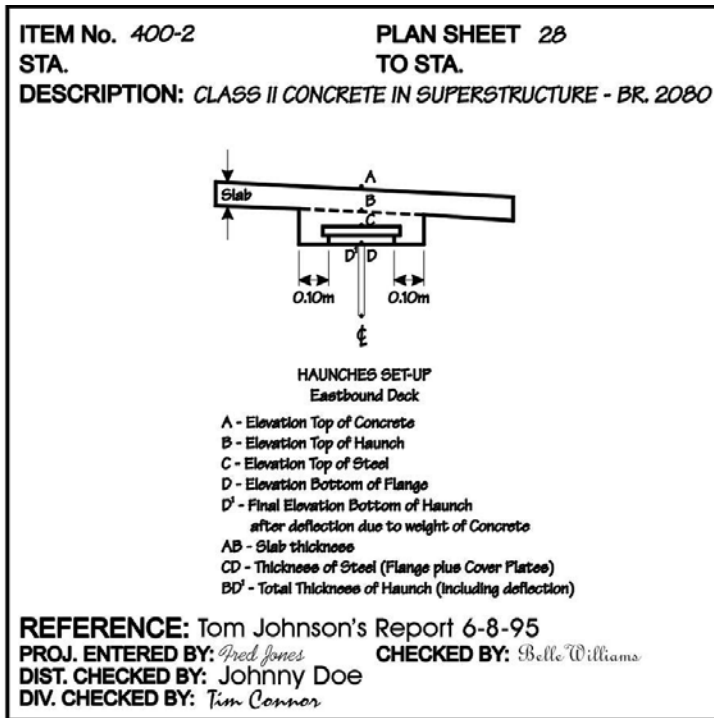 ITEM No. 400-2 PLAN SHEET 28
STA. TO STA.
DESCRIPTION: CLASS II CONCRETE IN SUPERSTRUCTURE - BR. 2080
A
Slab
B
C
D¹ D
0.10m 0.10m
℄
HAUNCHES SET-UP
Eastbound Deck
A - Elevation Top of Concrete
B - Elevation Top of Haunch
C - Elevation Top of Steel
D - Elevation Bottom of Flange
D¹ - Final Elevation Bottom of Haunch
after deflection due to weight of Concrete
AB - Slab thickness
CD - Thickness of Steel (Flange plus Cover Plates)
BD¹ - Total Thickness of Haunch (including deflection)
REFERENCE: Tom Johnson's Report 6-8-95
PROJ. ENTERED BY: Fred Jones CHECKED BY: Belle Williams
DIST. CHECKED BY: Johnny Doe
DIV. CHECKED BY: Tim Connor